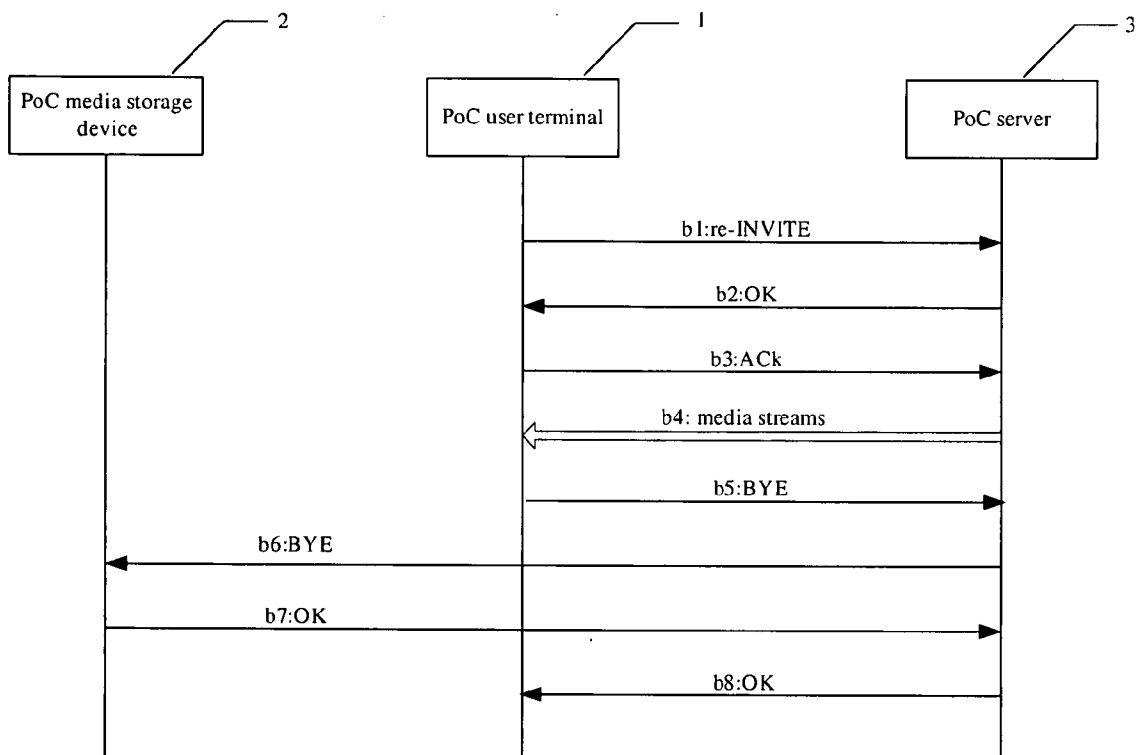 2
1
3
PoC media storage
device
PoC user terminal
PoC server
b1:re-INVITE
b2:OK
b3:ACk
b4: media streams
b5:BYE
b6:BYE
b7:OK
b8:OK